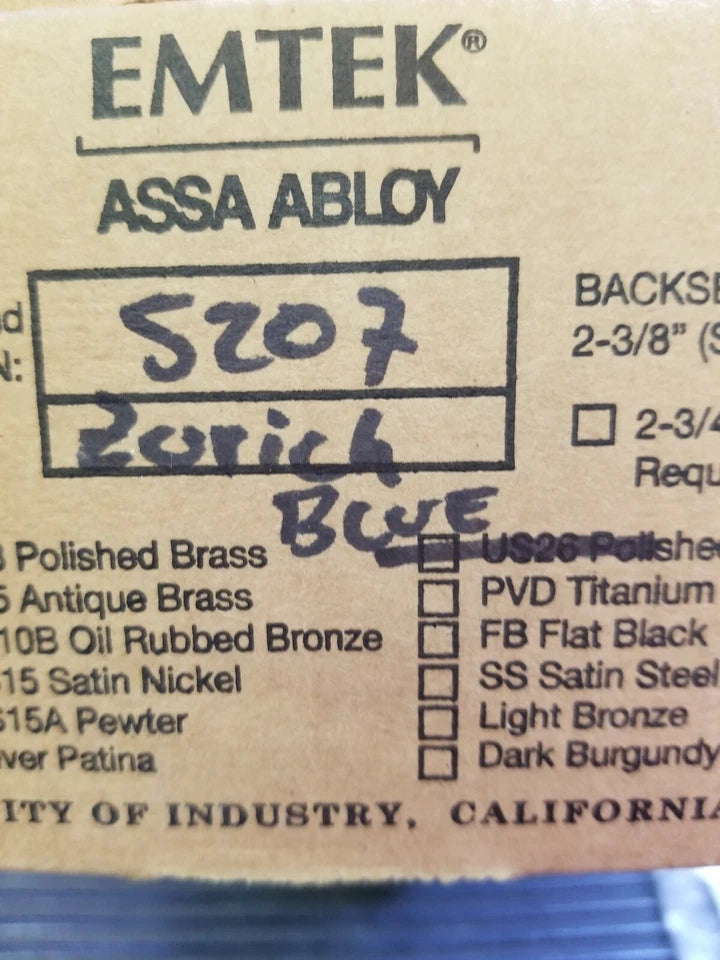 EMTEK®
ASSA ABLOY
d
N:
5207
Zurich
BLUE
BACKSE
2-3/8" (S
☐ 2-3/4
Requ
Polished Brass
Antique Brass
10B Oil Rubbed Bronze
15 Satin Nickel
S15A Pewter
ver Patina
☐ US26 Polishe
☐ PVD Titanium
☐ FB Flat Black
☐ SS Satin Steel
☐ Light Bronze
☐ Dark Burgundy
ITY OF INDUSTRY, CALIFORNIA